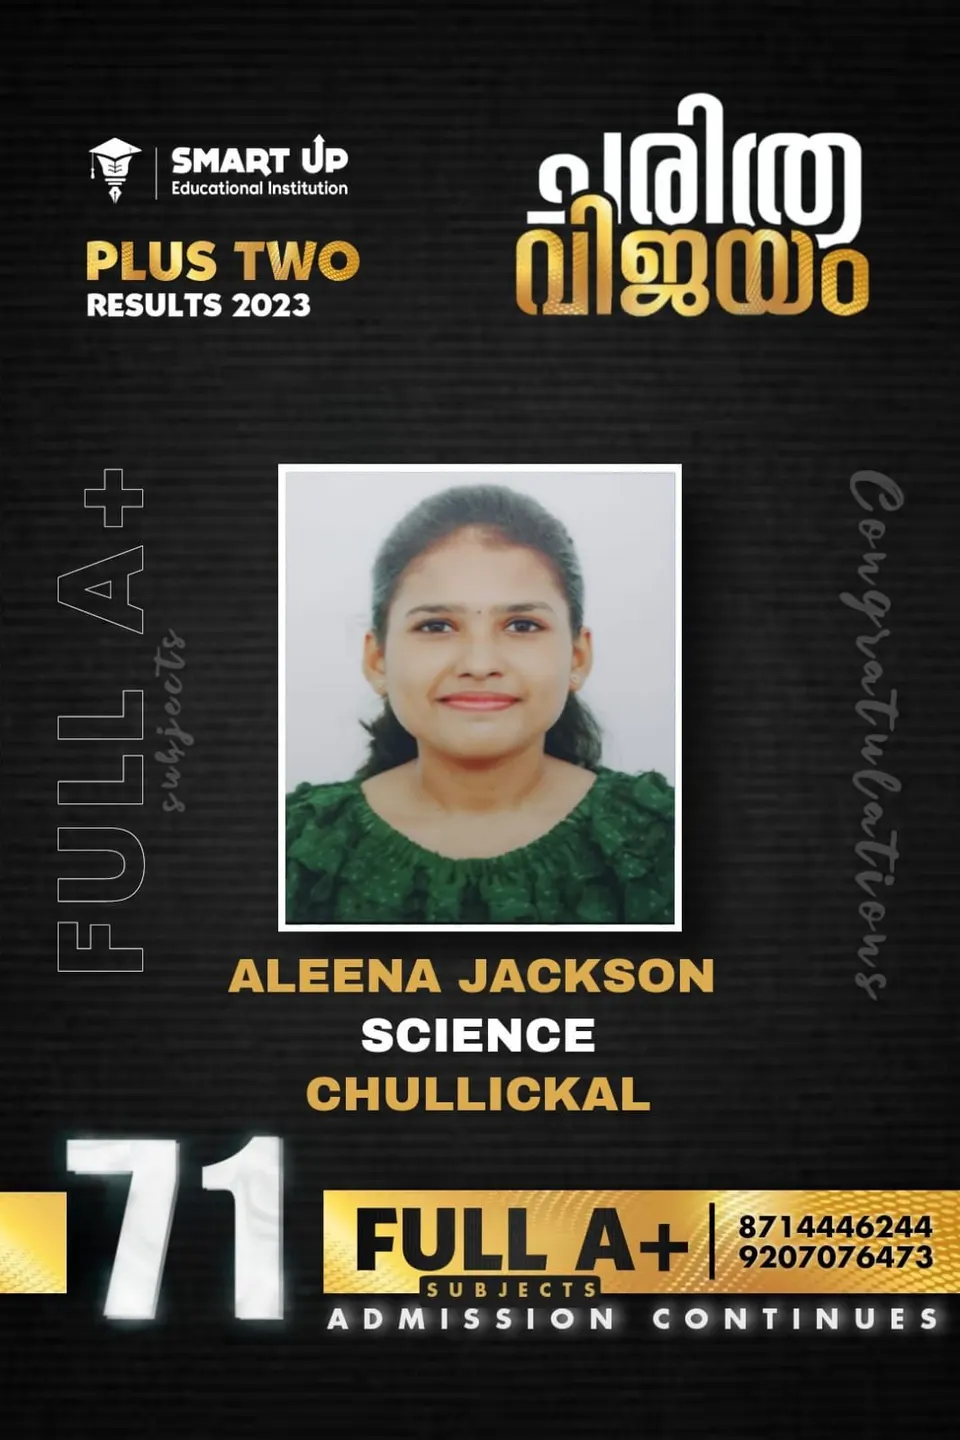 SMART UP
Educational Institution
PLUS TWO
RESULTS 2023
ചരിത്ര
വിജയം
FULL A+
subjects
Congratulations
ALEENA JACKSON
SCIENCE
CHULLICKAL
71
FULL A+
SUBJECTS
8714446244
9207076473
ADMISSION CONTINUES